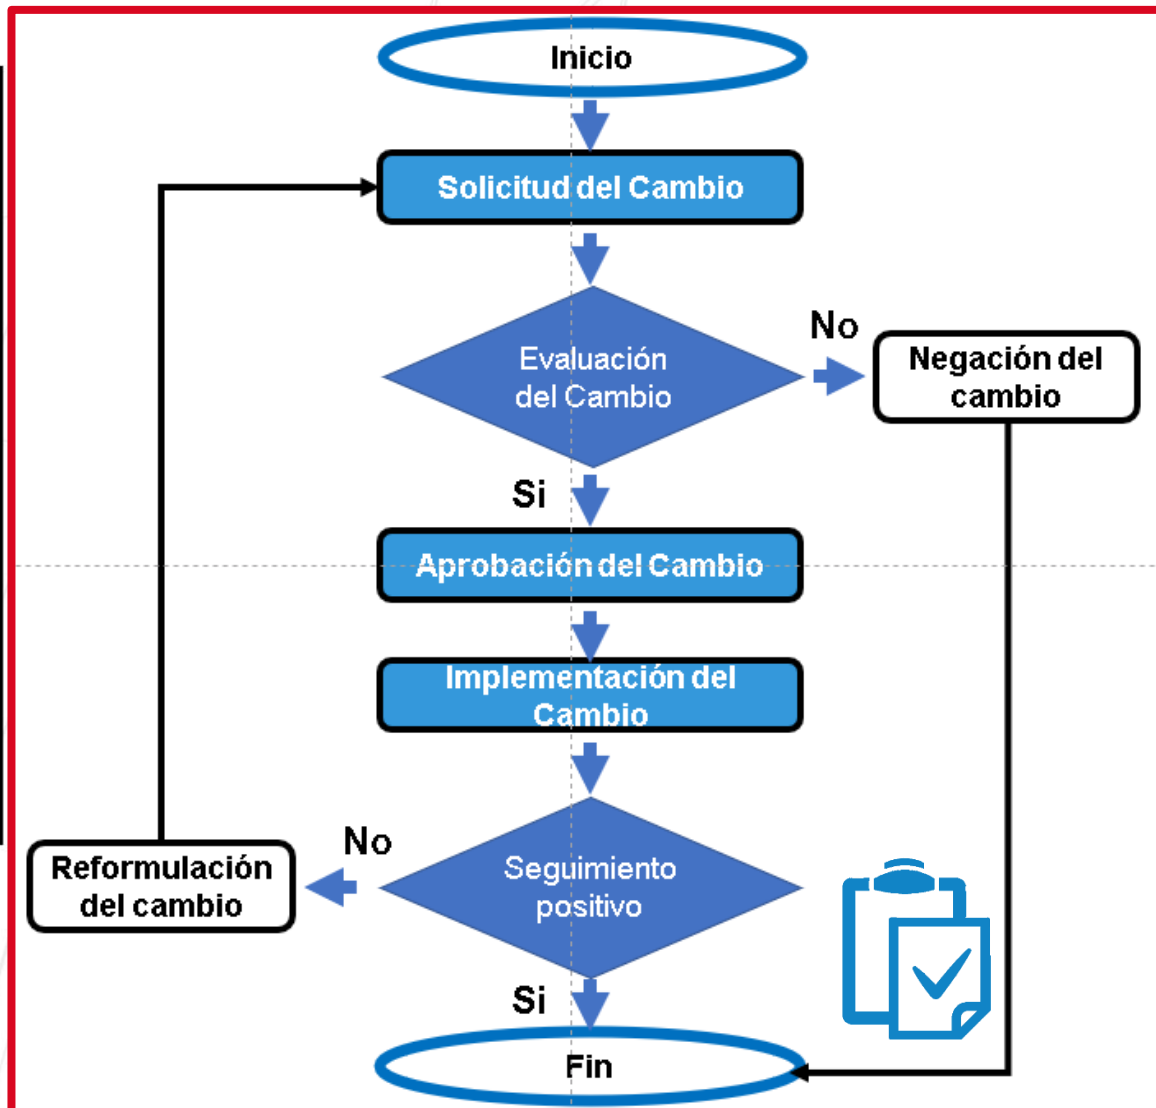 Inicio
Solicitud del Cambio
Evaluación
del Cambio
No
Negación del
cambio
Si
Aprobación del Cambio
Implementación del
Cambio
Seguimiento
positivo
No
Reformulación
del cambio
Si
Fin